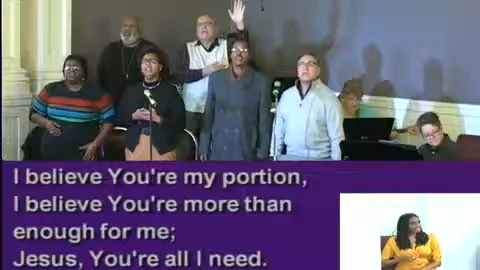 I believe You're my portion,
I believe You're more than
enough for me;
Jesus, You're all I need.